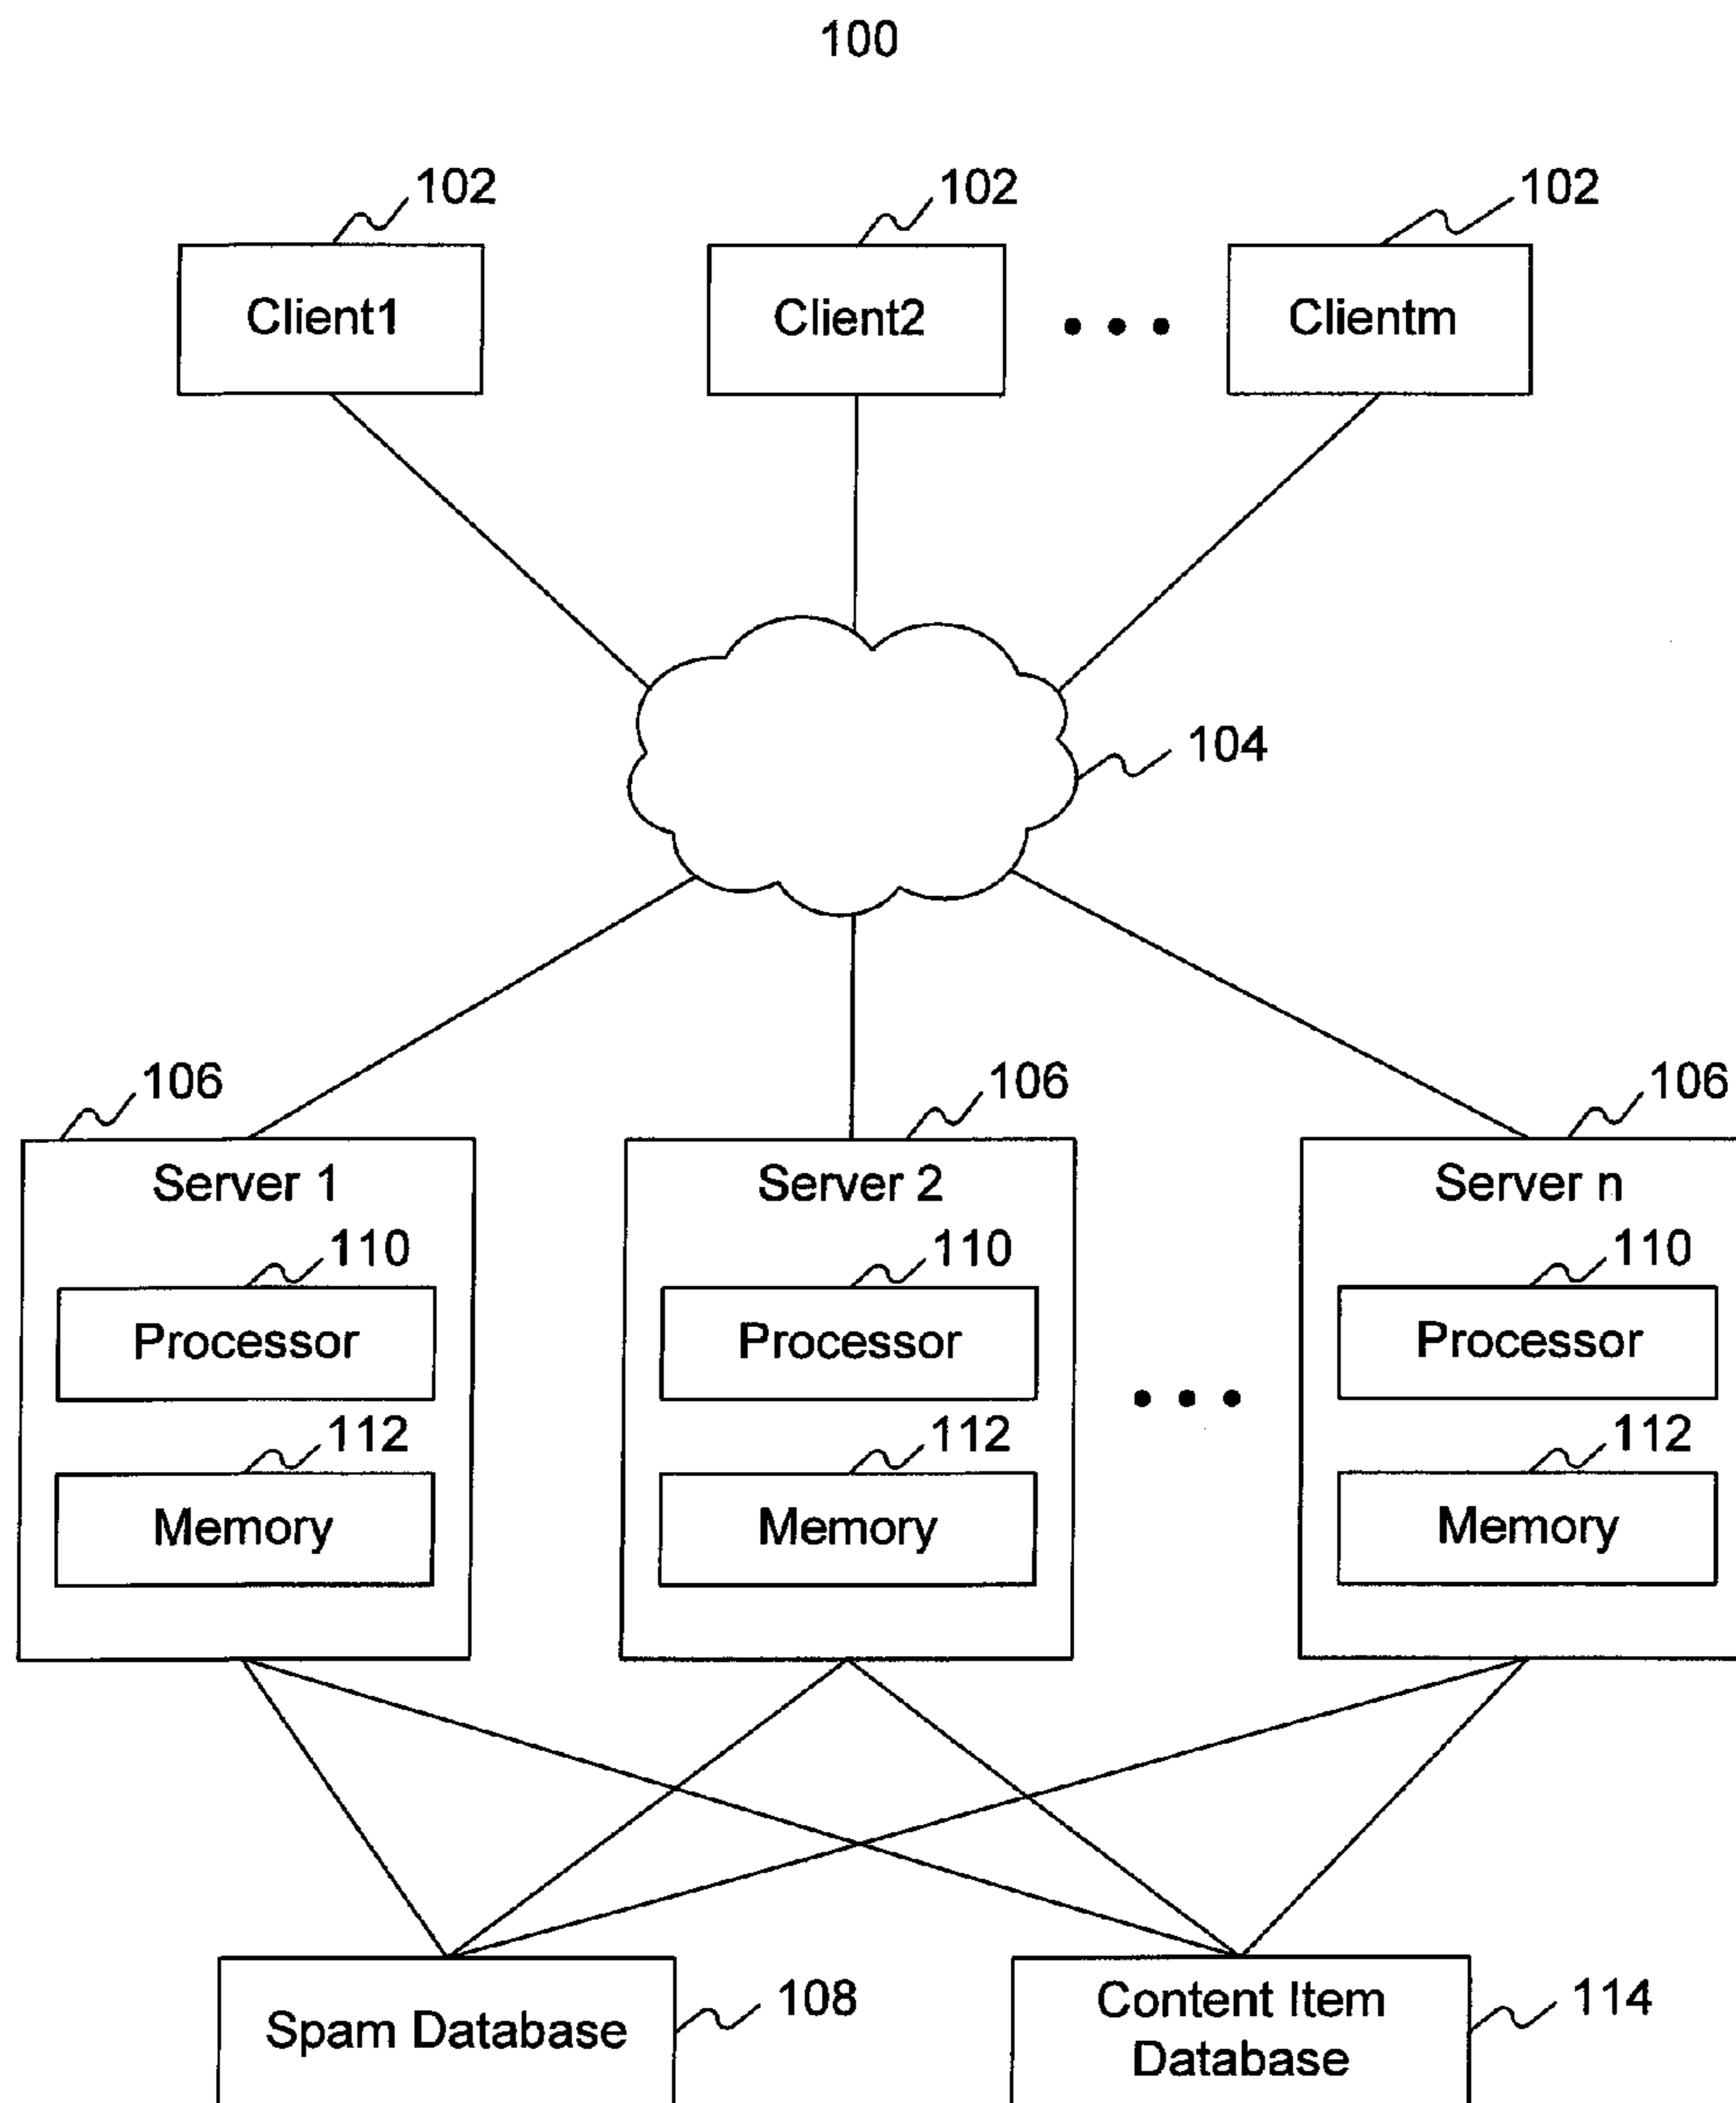 100
102 102 102
Client1 Client2 • • • Clientm
104
106 106 106
Server 1 Server 2 Server n
110 110 110
Processor Processor • • • Processor
112 112 112
Memory Memory Memory
Spam Database 108
Content Item 114
Database